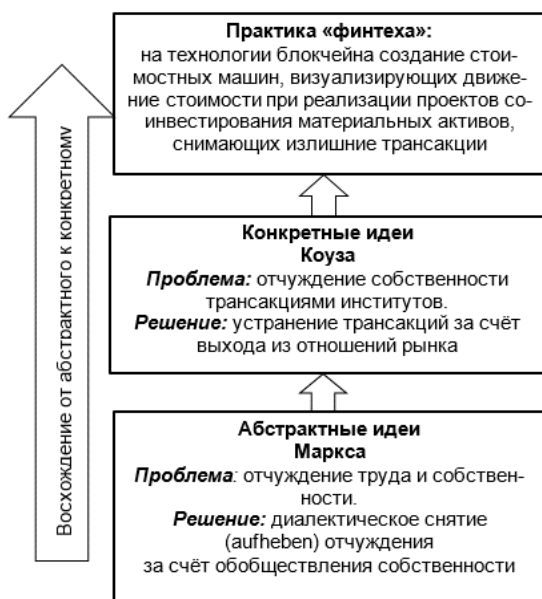 Практика «финтеха»:
на технологии блокчейна создание стои-
мостных машин, визуализирующих движе-
ние стоимости при реализации проектов со-
инвестирования материальных активов,
снимающих излишние трансакции
Восхождение от абстрактного к конкретному
Конкретные идеи
Коуза
Проблема: отчуждение собственности
трансакциями институтов.
Решение: устранение трансакций за счёт
выхода из отношений рынка
Абстрактные идеи
Маркса
Проблема: отчуждение труда и собствен-
ности.
Решение: диалектическое снятие
(aufheben) отчуждения
за счёт обобществления собственности